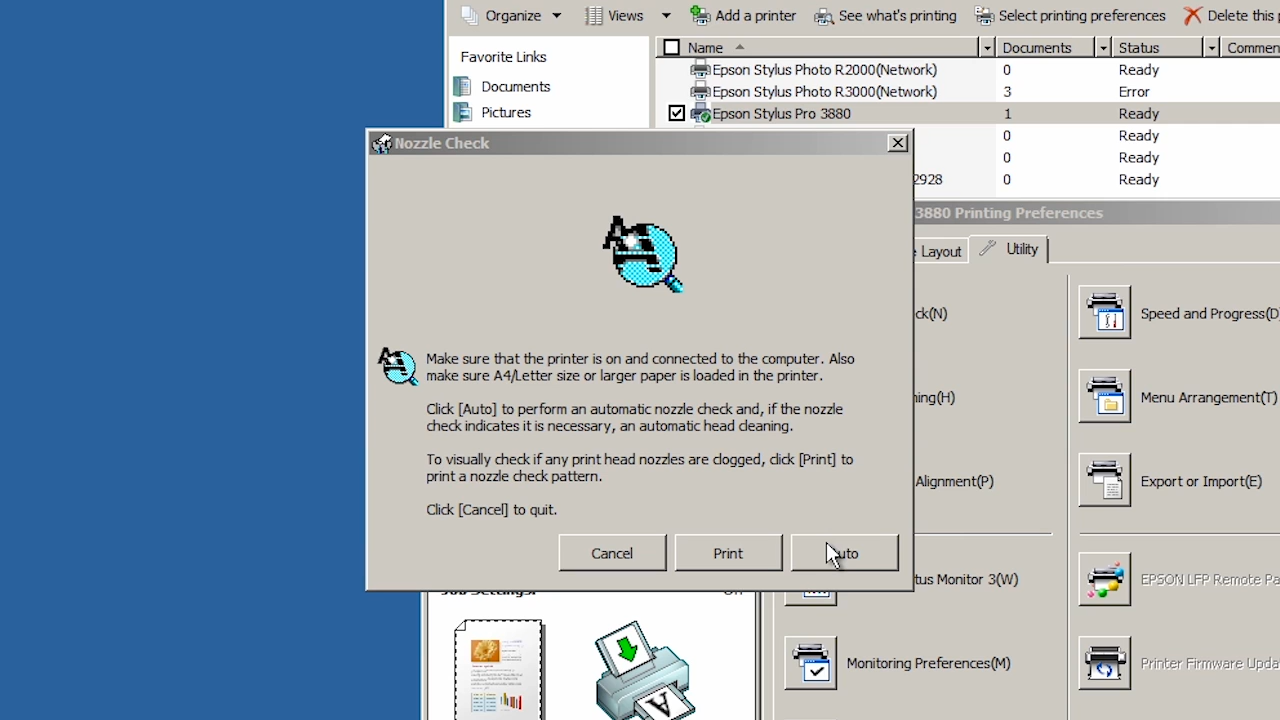 Organize
Views
Add a printer
See what's printing
Select printing preferences
Delete this
Favorite Links
Name
Documents
Status
Commen
Documents
Pictures
Epson Stylus Photo R2000(Network) 0 Ready
Epson Stylus Photo R3000(Network) 3 Error
Epson Stylus Pro 3880 1 Ready
0 Ready
0 Ready
2928 0 Ready
Nozzle Check
3880 Printing Preferences
Layout
Utility
ck(N)
Speed and Progress(D
Make sure that the printer is on and connected to the computer. Also
make sure A4/Letter size or larger paper is loaded in the printer.
ning(H)
Menu Arrangement(T)
Click [Auto] to perform an automatic nozzle check and, if the nozzle
check indicates it is necessary, an automatic head cleaning.
To visually check if any print head nozzles are clogged, click [Print] to
print a nozzle check pattern.
Alignment(P)
Export or Import(E)
Click [Cancel] to quit.
Cancel
Print
uto
tus Monitor 3(W)
EPSON LFP Remote Pa
Job Settings:
Monitoring Preferences(M)